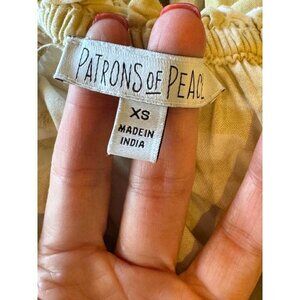 PATRONS OF PEACE
XS
MADE IN
INDIA